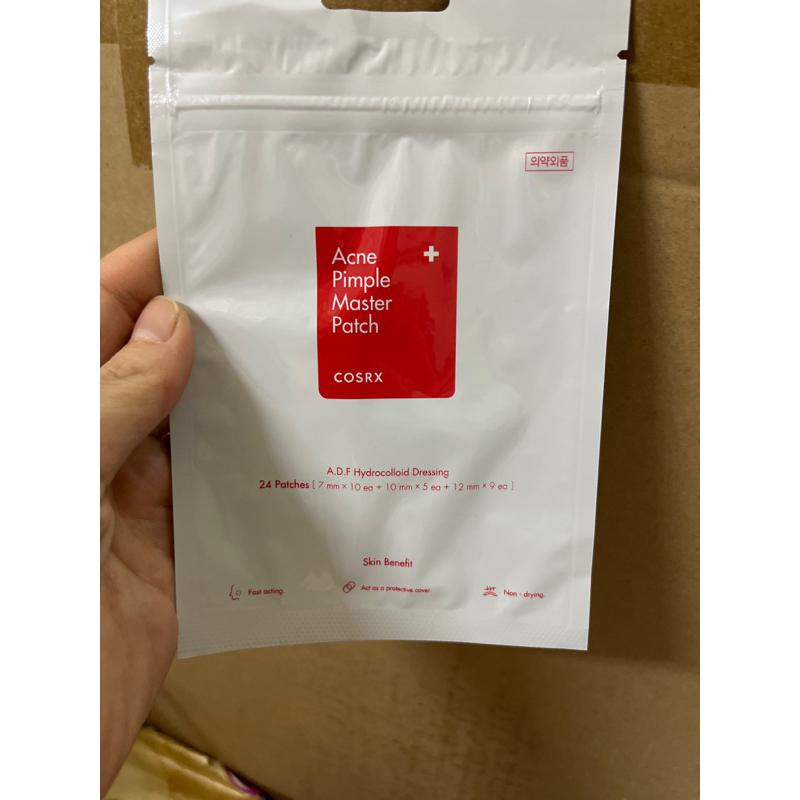 의약외품
Acne
Pimple
Master
Patch
COSRX
A.D.F Hydrocolloid Dressing
24 Patches [ 7 mm × 10 ea + 10 mm × 5 ea + 12 mm × 9 ea ]
Skin Benefit
Fast acting.
Act as a protective cover
Non - drying.